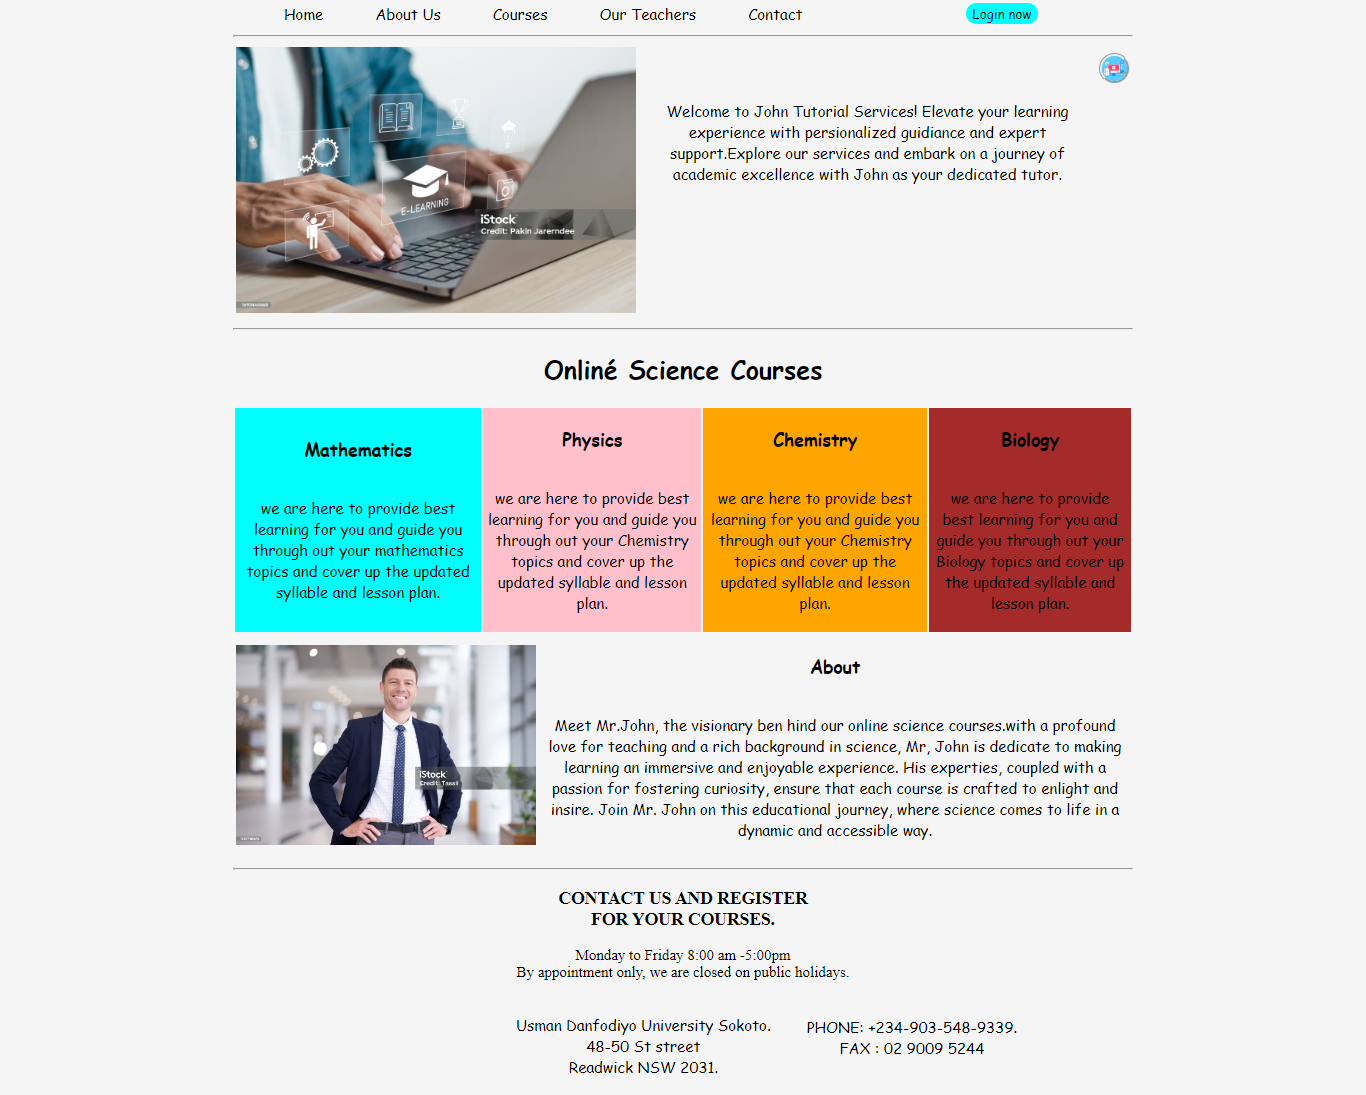 Home About Us Courses Our Teachers Contact Login now
E-LEARNING
iStock
Credit: Pakin Jarerndee
Welcome to John Tutorial Services! Elevate your learning
experience with personalized guidiance and expert
support.Explore our services and embark on a journey of
academic excellence with John as your dedicated tutor.
Onliné Science Courses
Mathematics
we are here to provide best
learning for you and guide you
through out your mathematics
topics and cover up the updated
syllable and lesson plan.
Physics
we are here to provide best
learning for you and guide you
through out your Chemistry
topics and cover up the
updated syllable and lesson
plan.
Chemistry
we are here to provide best
learning for you and guide you
through out your Chemistry
topics and cover up the
updated syllable and lesson
plan.
Biology
we are here to provide
best learning for you and
guide you through out your
Biology topics and cover up
the updated syllable and
lesson plan.
iStock
Credit: Tassii
About
Meet Mr.John, the visionary ben hind our online science courses.with a profound
love for teaching and a rich background in science, Mr, John is dedicate to making
learning an immersive and enjoyable experience. His experties, coupled with a
passion for fostering curiosity, ensure that each course is crafted to enlight and
insire. Join Mr. John on this educational journey, where science comes to life in a
dynamic and accessible way.
CONTACT US AND REGISTER
FOR YOUR COURSES.
Monday to Friday 8:00 am -5:00pm
By appointment only, we are closed on public holidays.
Usman Danfodiyo University Sokoto.
48-50 St street
Readwick NSW 2031.
PHONE: +234-903-548-9339.
FAX : 02 9009 5244